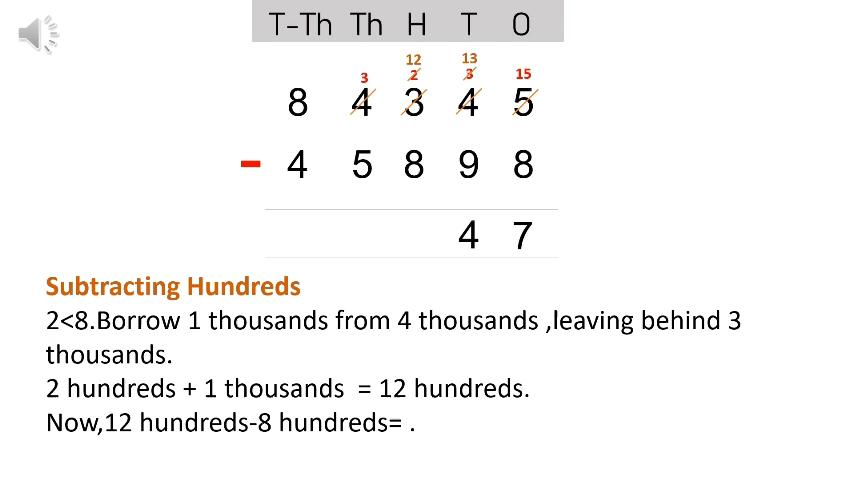 T-Th Th H T O
12 13
3 2 3 15
8 4 3 4 5
- 4 5 8 9 8
4 7
Subtracting Hundreds
2<8.Borrow 1 thousands from 4 thousands ,leaving behind 3
thousands.
2 hundreds + 1 thousands = 12 hundreds.
Now,12 hundreds-8 hundreds= .